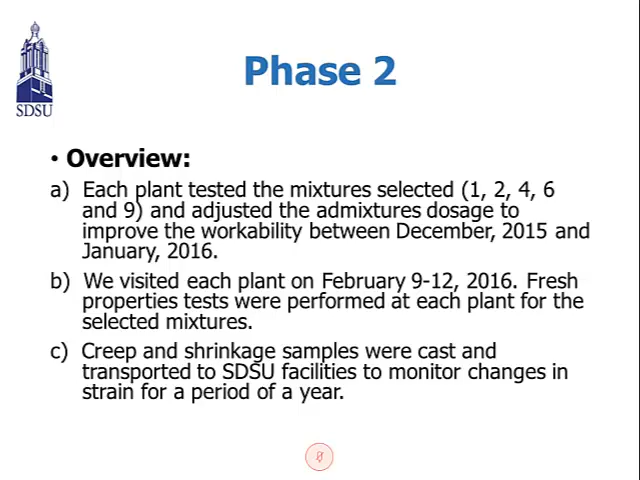 SDSU
Phase 2
• Overview:
a) Each plant tested the mixtures selected (1, 2, 4, 6
and 9) and adjusted the admixtures dosage to
improve the workability between December, 2015 and
January, 2016.
b) We visited each plant on February 9-12, 2016. Fresh
properties tests were performed at each plant for the
selected mixtures.
c) Creep and shrinkage samples were cast and
transported to SDSU facilities to monitor changes in
strain for a period of a year.